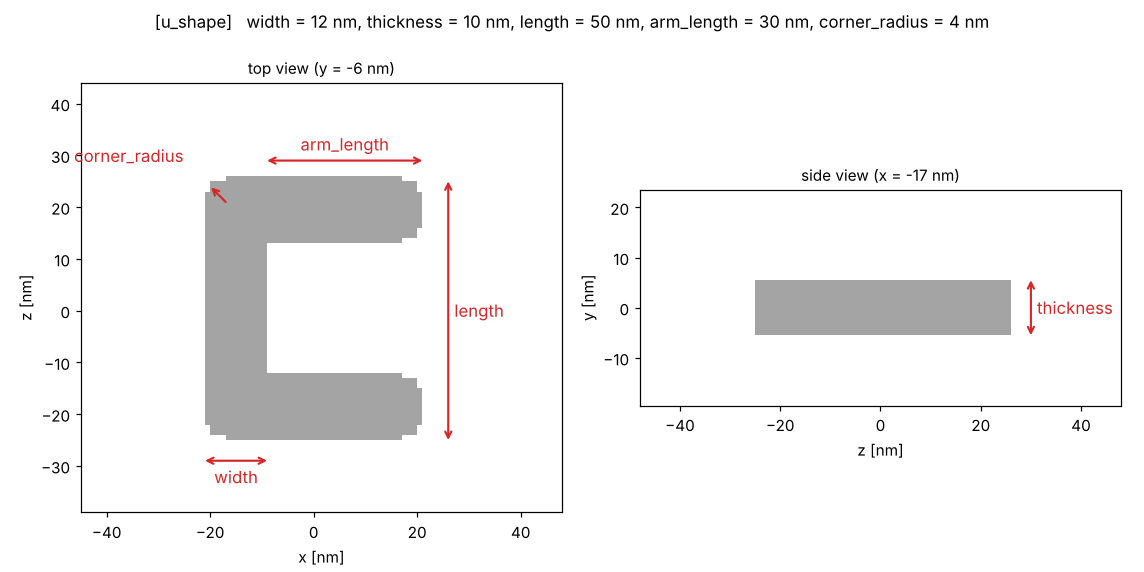 [u_shape]   width = 12 nm, thickness = 10 nm, length = 50 nm, arm_length = 30 nm, corner_radius = 4 nm
top view (y = -6 nm)
40
30
20
10
0
−10
−20
−30
z [nm]
corner_radius
arm_length
length
width
−40
−20
0
20
40
x [nm]
side view (x = -17 nm)
20
10
0
−10
y [nm]
thickness
−40
−20
0
20
40
z [nm]